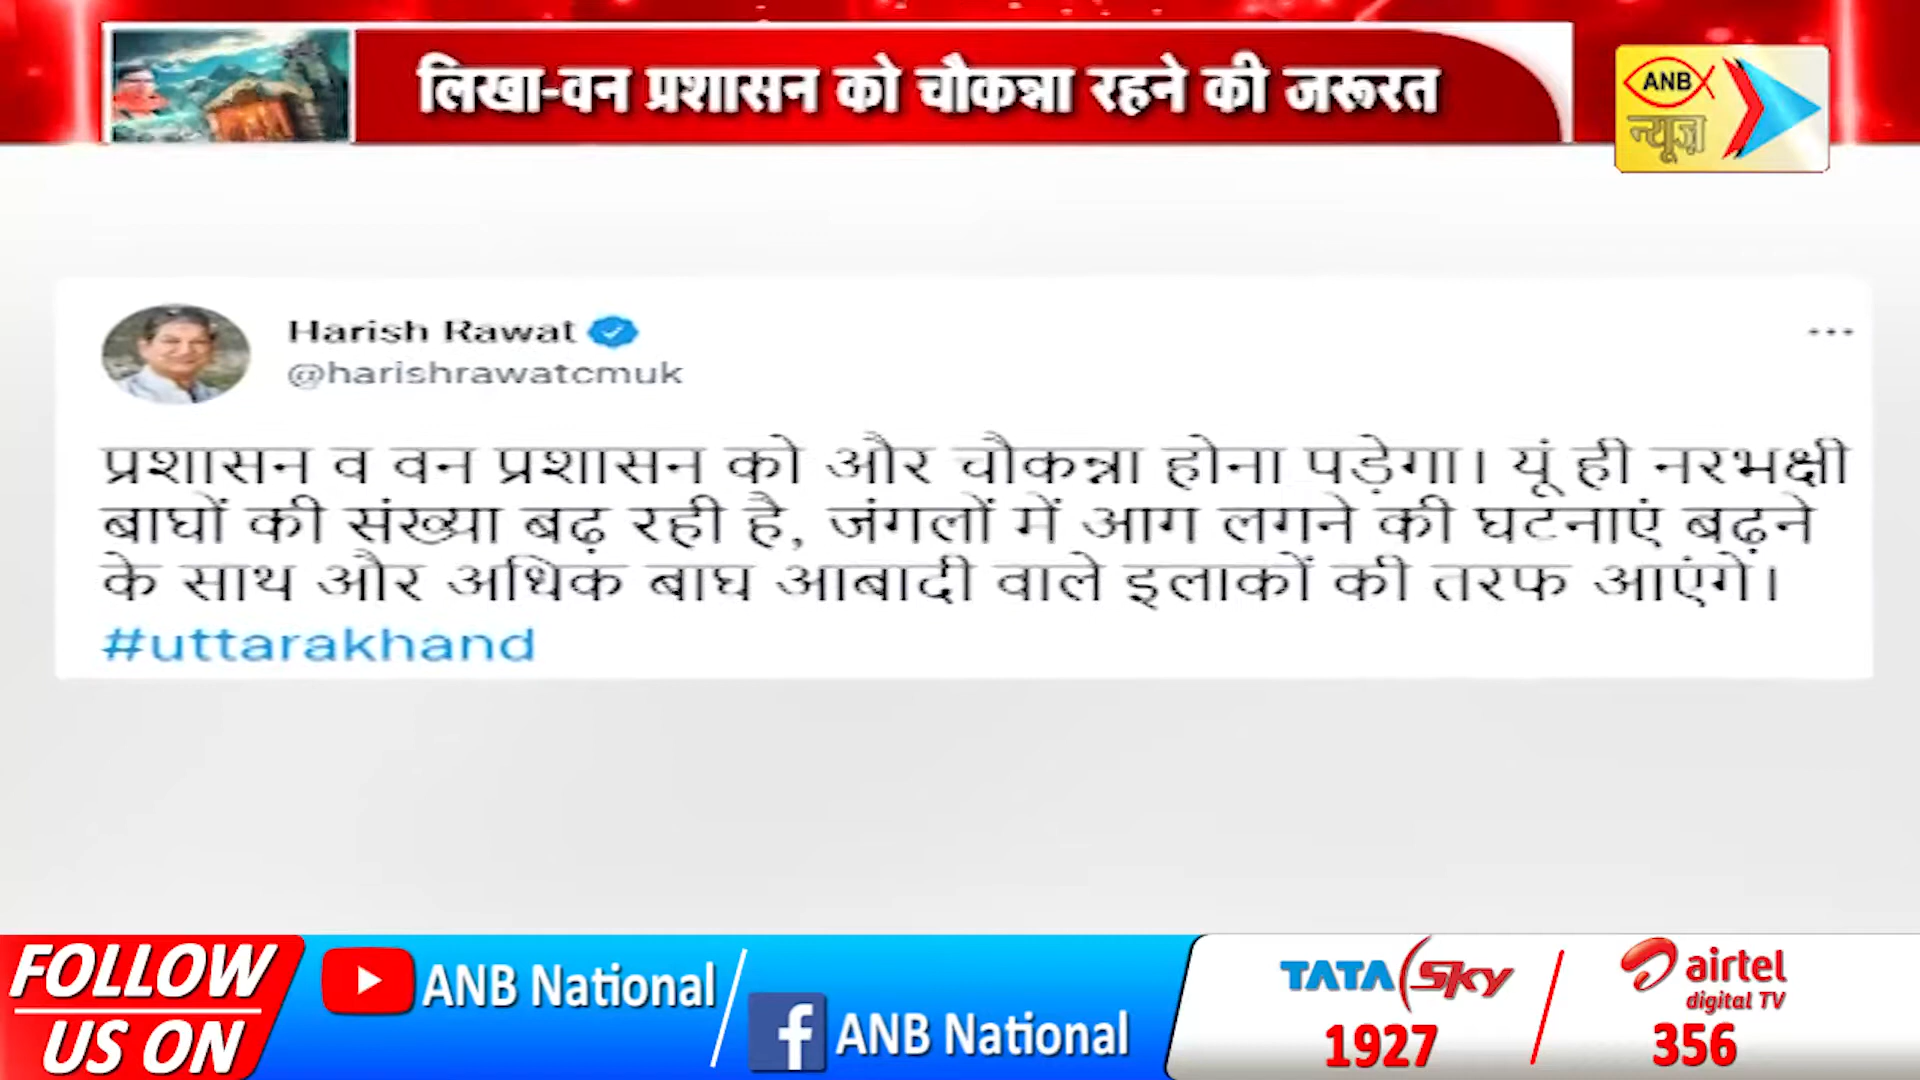 लिखा-वन प्रशासन को चौकन्ना रहने की जरूरत
ANB
न्यूज़
Harish Rawat
@harishrawatcmuk
प्रशासन व वन प्रशासन को और चौकन्ना होना पड़ेगा। यूं ही नरभक्षी
बाघों की संख्या बढ़ रही है, जंगलों में आग लगने की घटनाएं बढ़ने
के साथ और अधिक बाघ आबादी वाले इलाकों की तरफ आएंगे।
#uttarakhand
FOLLOW
US ON
ANB National
ANB National
TATA Sky
1927
airtel
digital TV
356